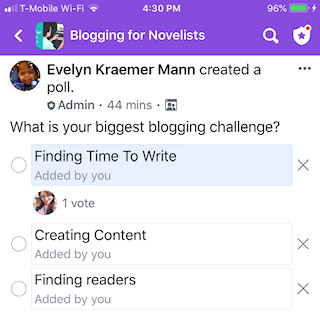 T-Mobile Wi-Fi 4:30 PM 96%
Blogging for Novelists
Evelyn Kraemer Mann created a
poll.
Admin · 44 mins ·
What is your biggest blogging challenge?
Finding Time To Write
Added by you
1 vote
Creating Content
Added by you
Finding readers
Added by you